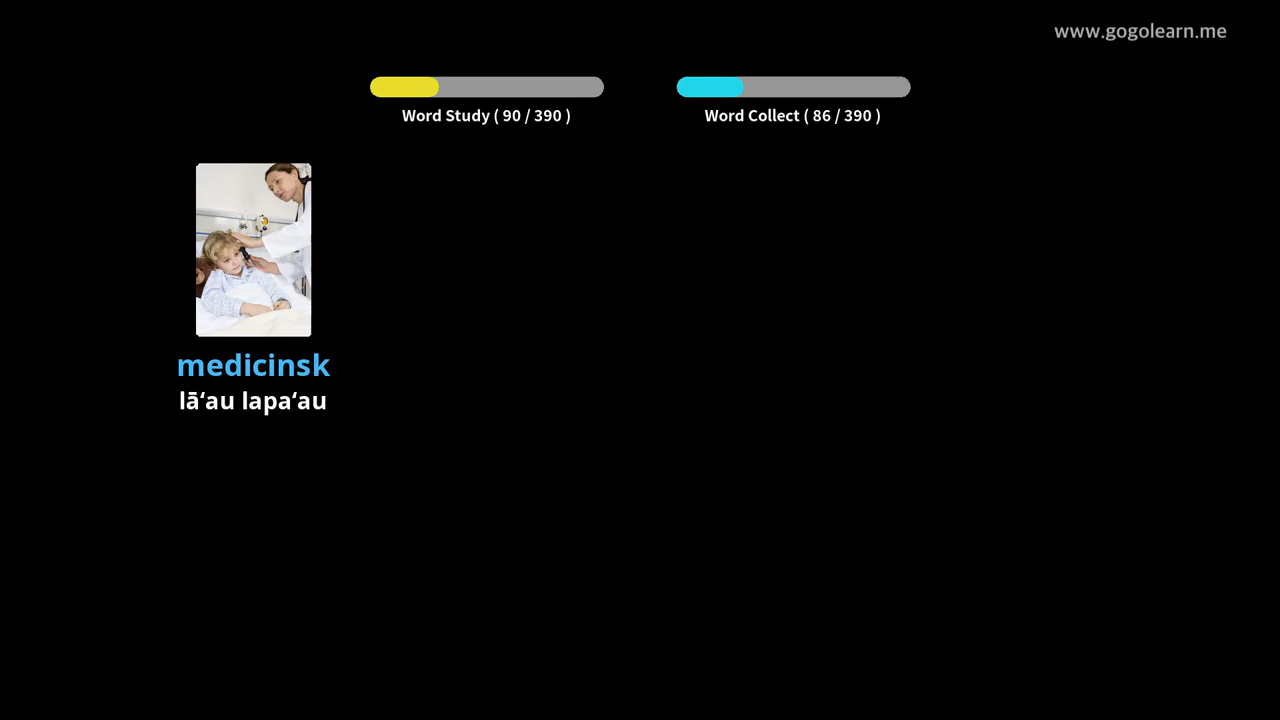 www.gogolearn.me
Word Study ( 90 / 390 )
Word Collect ( 86 / 390 )
medicinsk
lāʻau lapaʻau